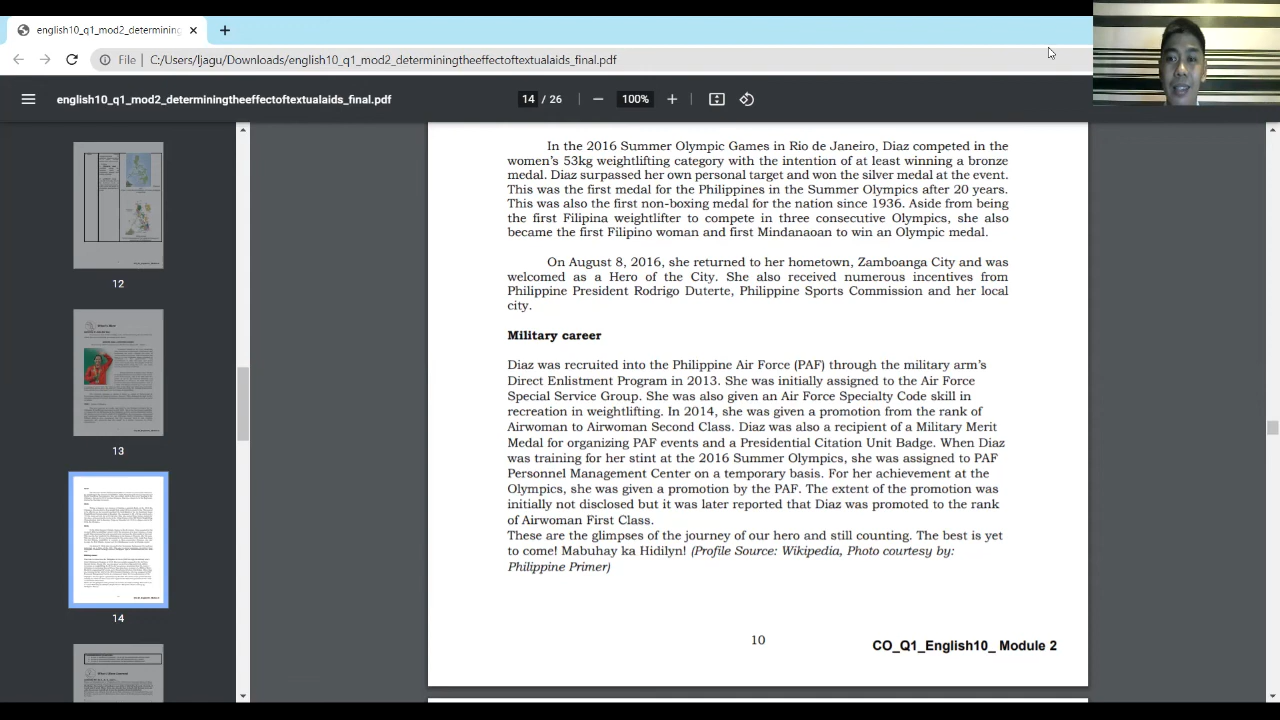 english10_q1_mod2_determining
File
C:/Users/ljagu/Downloads/english10_q1_mod2_determiningtheeffectoftextualaids_final.pdf
english10_q1_mod2_determiningtheeffectoftextualaids_final.pdf
14 / 26
100%
12
13
14
In the 2016 Summer Olympic Games in Rio de Janeiro, Diaz competed in the
women's 53kg weightlifting category with the intention of at least winning a bronze
medal. Diaz surpassed her own personal target and won the silver medal at the event.
This was the first medal for the Philippines in the Summer Olympics after 20 years.
This was also the first non-boxing medal for the nation since 1936. Aside from being
the first Filipina weightlifter to compete in three consecutive Olympics, she also
became the first Filipino woman and first Mindanaoan to win an Olympic medal.
On August 8, 2016, she returned to her hometown, Zamboanga City and was
welcomed as a Hero of the City. She also received numerous incentives from
Philippine President Rodrigo Duterte, Philippine Sports Commission and her local
city.
Military career
Diaz was recruited into the Philippine Air Force (PAF) through the military arm's
Direct Enlistment Program in 2013. She was initially assigned to the Air Force
Special Service Group. She was also given an Air Force Specialty Code skill in
recreation in weightlifting. In 2014, she was given a promotion from the rank of
Airwoman to Airwoman Second Class. Diaz was also a recipient of a Military Merit
Medal for organizing PAF events and a Presidential Citation Unit Badge. When Diaz
was training for her stint at the 2016 Summer Olympics, she was assigned to PAF
Personnel Management Center on a temporary basis. For her achievement at the
Olympics, she was given a promotion by the PAF. The extent of the promotion was
initially not disclosed but it was later reported that Diaz was promoted to the rank
of Airwoman First Class.
These are the glimpses of the journey of our hero and still counting. The best is yet
to come! Mabuhay ka Hidilyn! (Profile Source: Wikipedia, Photo courtesy by:
Philippine Primer)
10
CO_Q1_English10_ Module 2